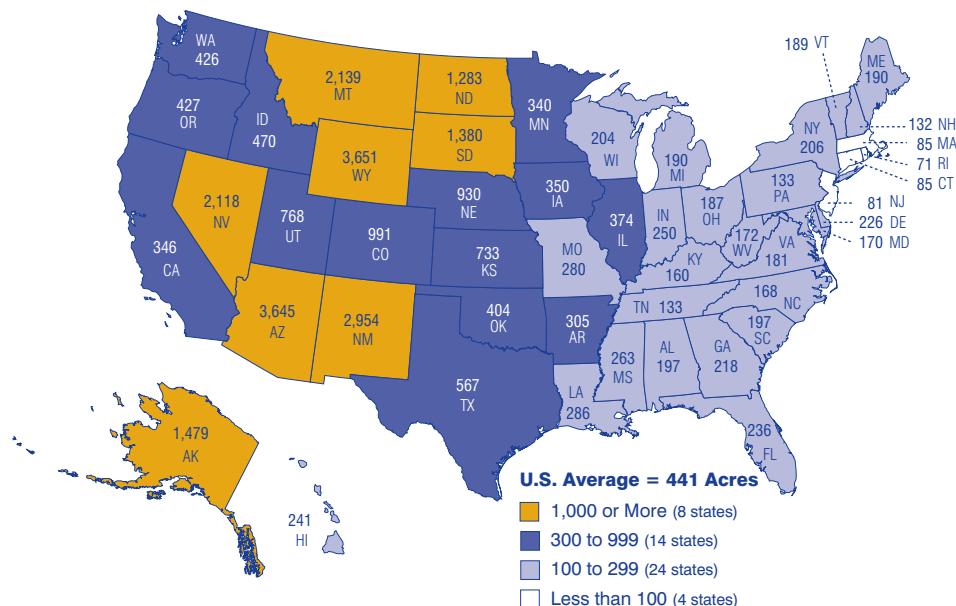 WA
426
2,139
MT
1,283
ND
340
MN
189 VT
ME
190
427
OR
ID
470
1,380
SD
204
WI
190
MI
NY
206
132 NH
85 MA
71 RI
85 CT
3,651
WY
930
NE
350
IA
133
PA
81 NJ
226 DE
170 MD
2,118
NV
768
UT
991
CO
374
IL
IN
250
187
OH
172
WV
VA
181
346
CA
733
KS
MO
280
KY
160
3,645
AZ
2,954
NM
404
OK
305
AR
TN 133
168
NC
197
SC
567
TX
LA
286
263
MS
AL
197
GA
218
236
FL
1,479
AK
241
HI
U.S. Average = 441 Acres
1,000 or More (8 states)
300 to 999 (14 states)
100 to 299 (24 states)
Less than 100 (4 states)